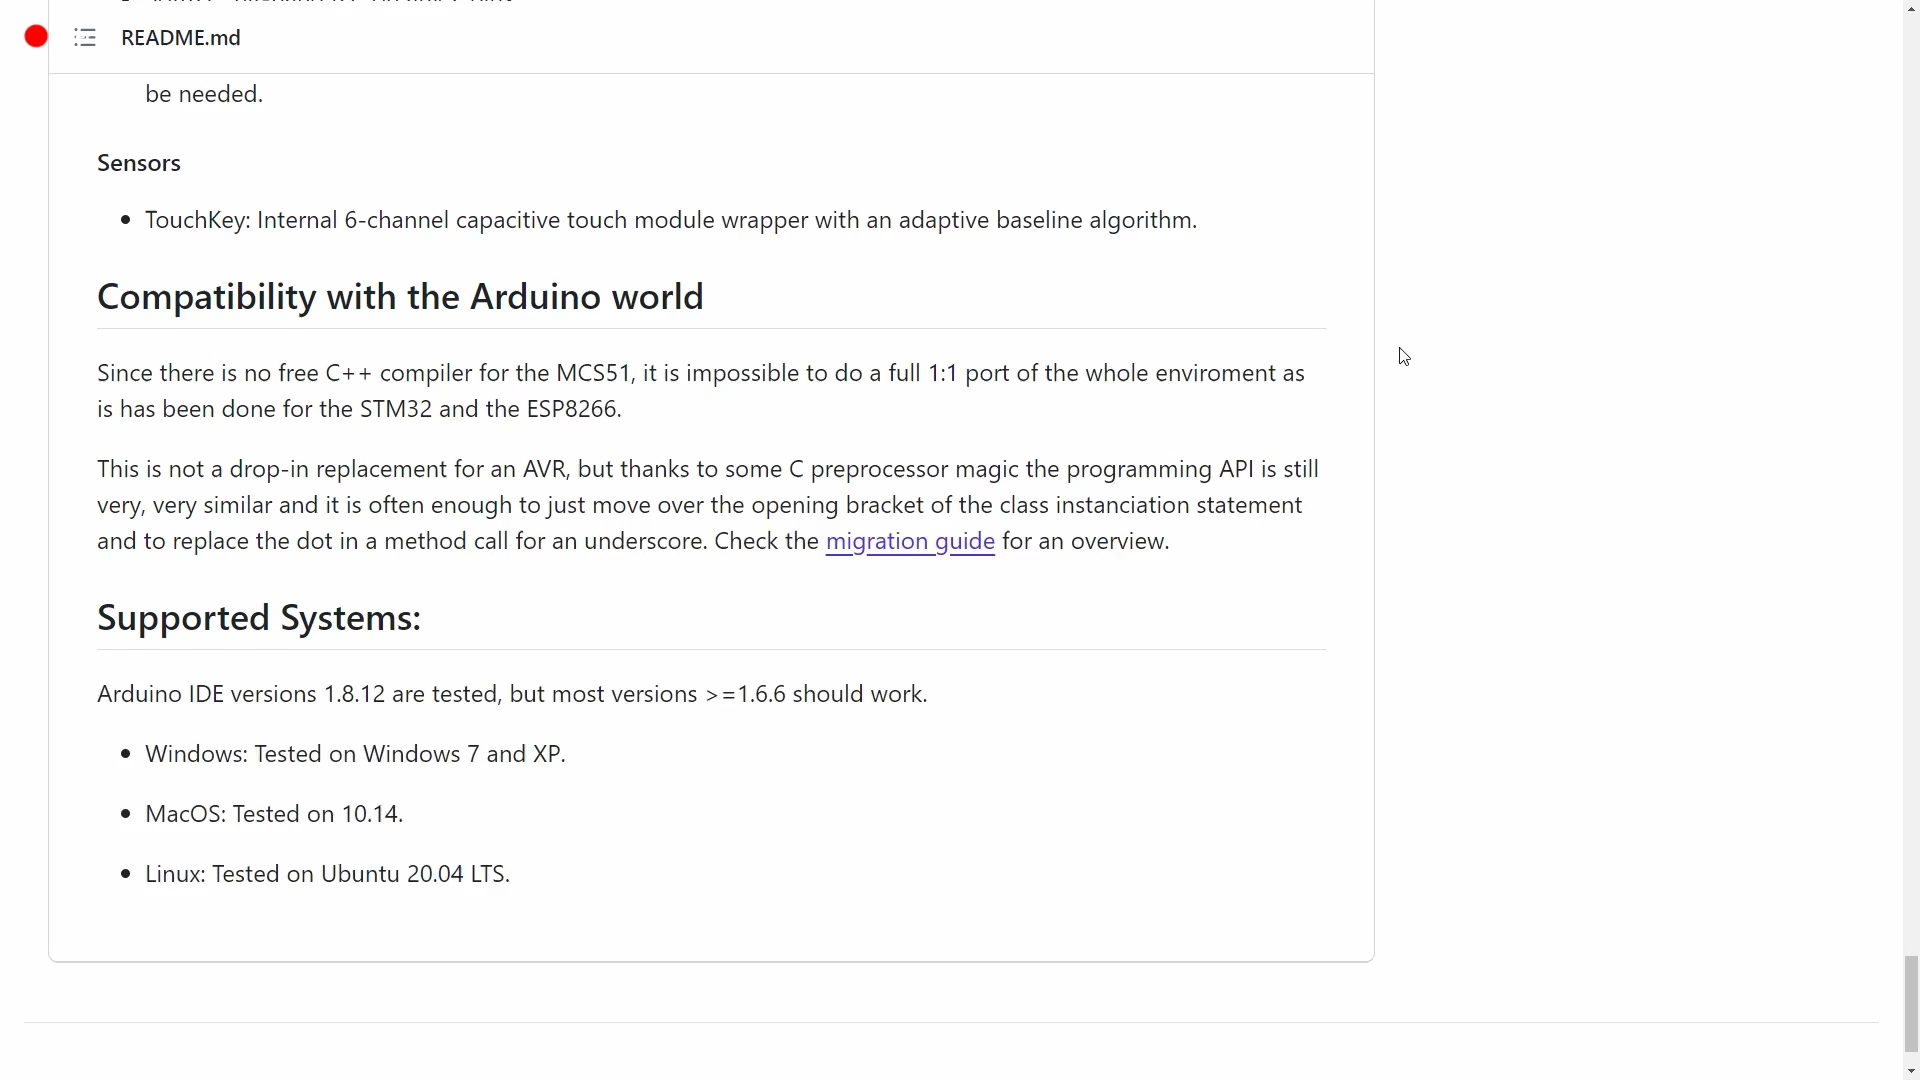 README.md
be needed.
Sensors
TouchKey: Internal 6-channel capacitive touch module wrapper with an adaptive baseline algorithm.
Compatibility with the Arduino world
Since there is no free C++ compiler for the MCS51, it is impossible to do a full 1:1 port of the whole enviroment as
is has been done for the STM32 and the ESP8266.
This is not a drop-in replacement for an AVR, but thanks to some C preprocessor magic the programming API is still
very, very similar and it is often enough to just move over the opening bracket of the class instanciation statement
and to replace the dot in a method call for an underscore. Check the migration guide for an overview.
Supported Systems:
Arduino IDE versions 1.8.12 are tested, but most versions >=1.6.6 should work.
Windows: Tested on Windows 7 and XP.
MacOS: Tested on 10.14.
Linux: Tested on Ubuntu 20.04 LTS.